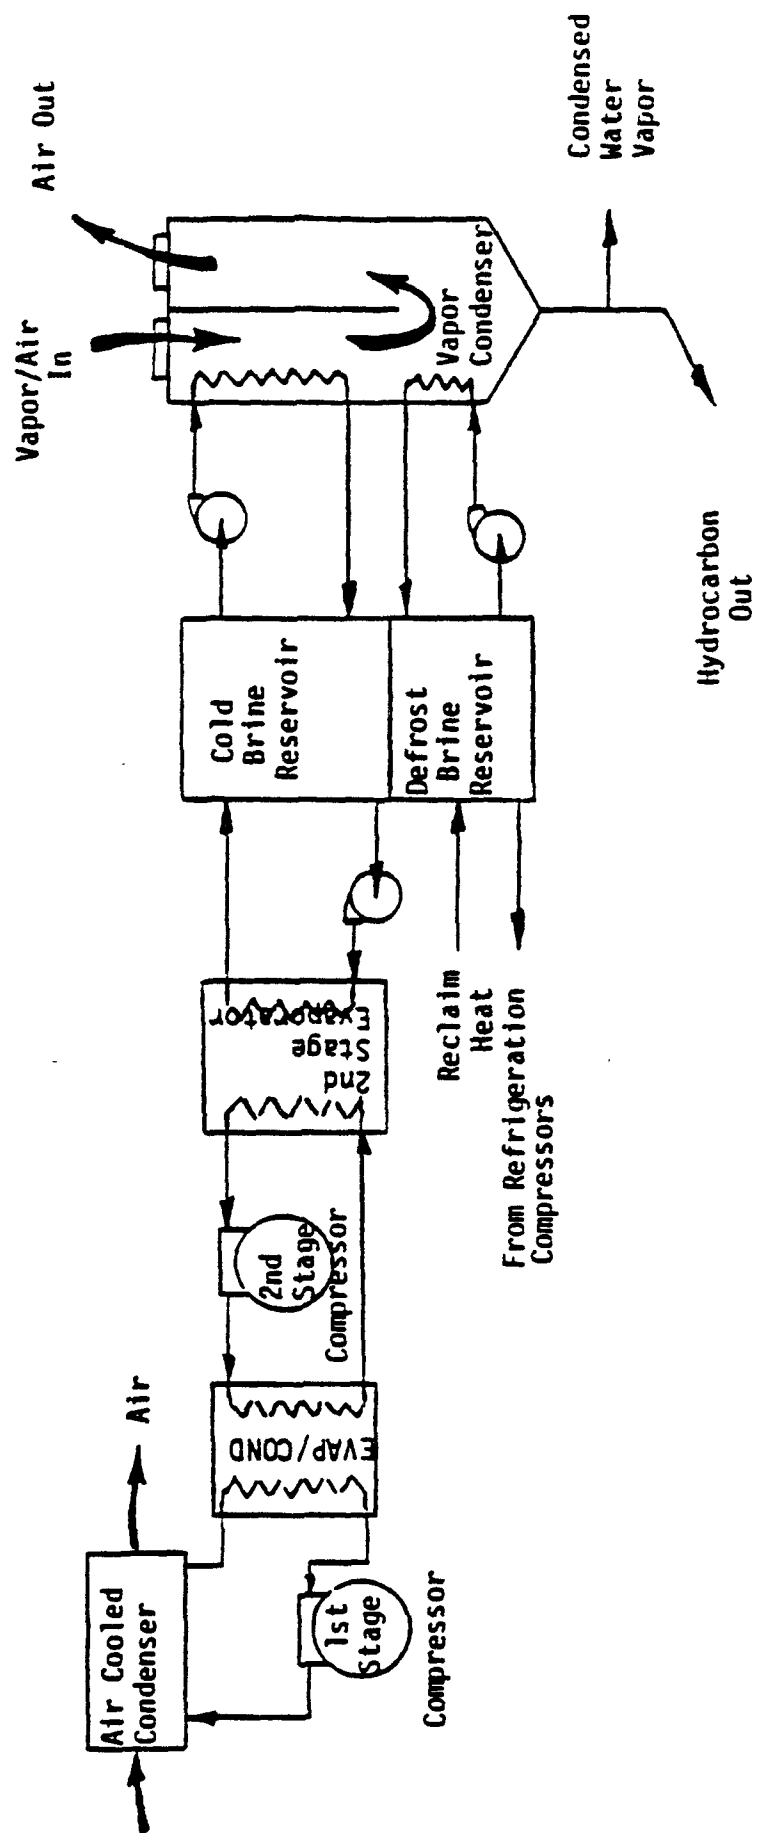 Air Cooled
Condenser
Air
1st
Stage
Compressor
EVAP/COND
2nd
Stage
Compressor
2nd
Stage
Evaporator
Reclaim
Heat
From Refrigeration
Compressors
Cold
Brine
Reservoir
Defrost
Brine
Reservoir
Vapor/Air
In
Air Out
Vapor
Condenser
Condensed
Water
Vapor
Hydrocarbon
Out